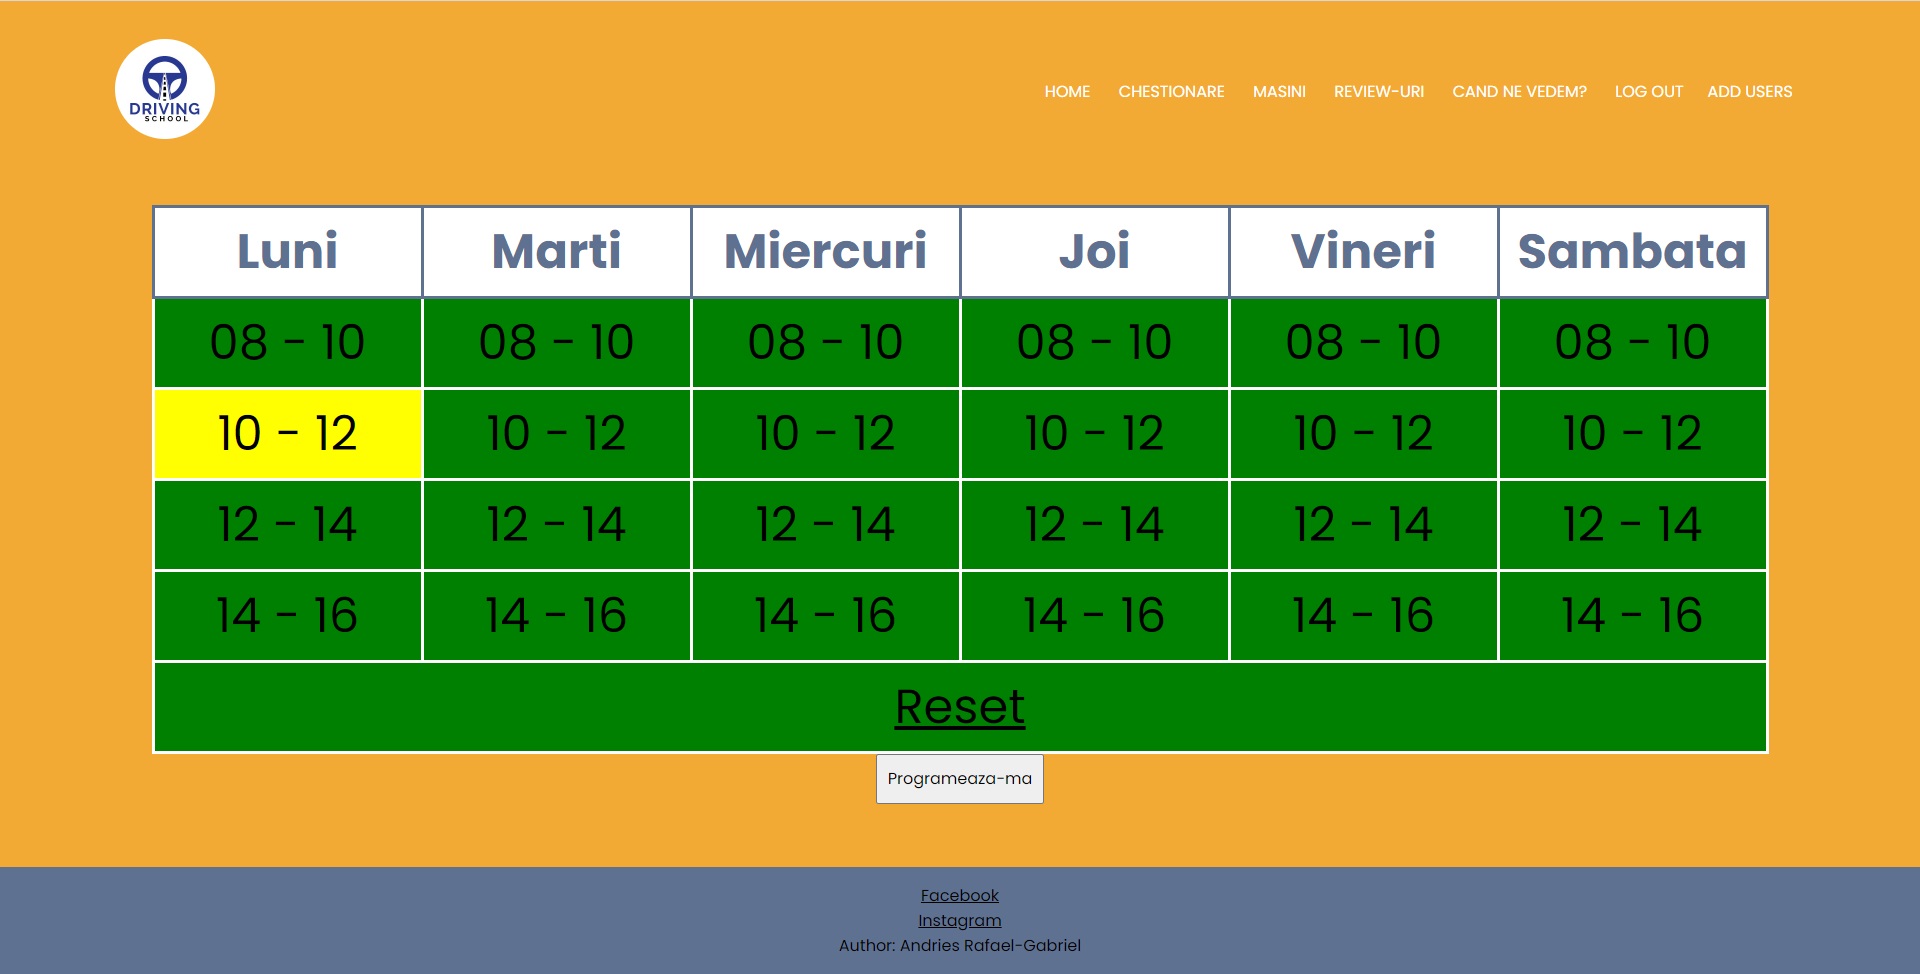 DRIVING
SCHOOL
HOME CHESTIONARE MASINI REVIEW-URI CAND NE VEDEM? LOG OUT ADD USERS
Luni Marti Miercuri Joi Vineri Sambata
08 - 10 08 - 10 08 - 10 08 - 10 08 - 10 08 - 10
10 - 12 10 - 12 10 - 12 10 - 12 10 - 12 10 - 12
12 - 14 12 - 14 12 - 14 12 - 14 12 - 14 12 - 14
14 - 16 14 - 16 14 - 16 14 - 16 14 - 16 14 - 16
Reset
Programeaza-ma
Facebook
Instagram
Author: Andries Rafael-Gabriel